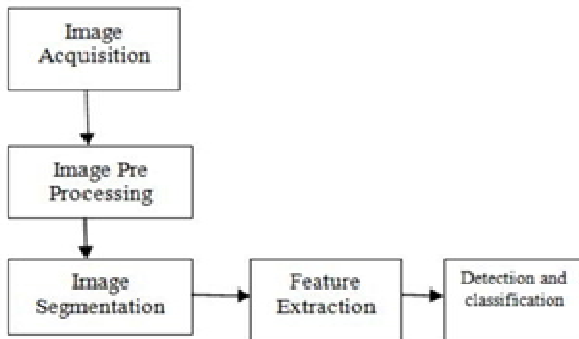 Image
Acquisition
Image Pre
Processing
Image
Segmentation
Feature
Extraction
Detection and
classification